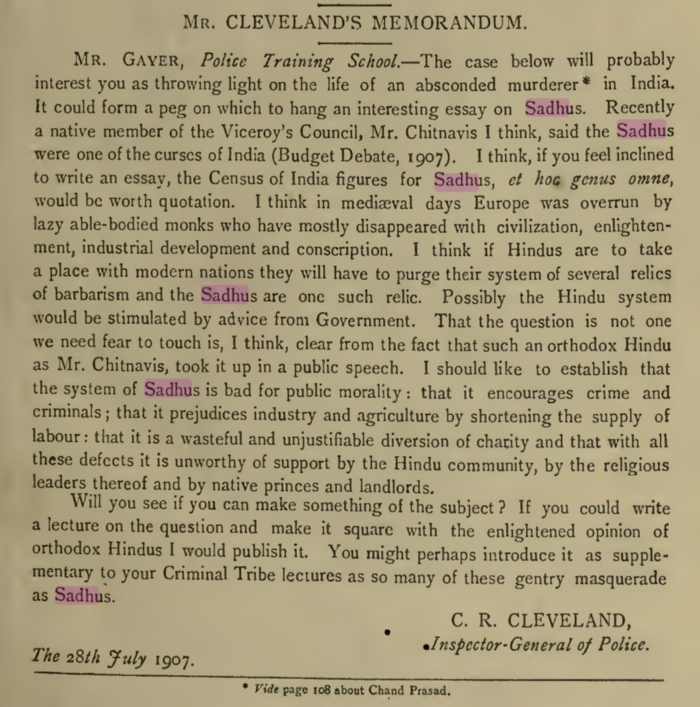 MR. CLEVELAND'S MEMORANDUM.
MR. GAYER, Police Training School.—The case below will probably
interest you as throwing light on the life of an absconded murderer* in India.
It could form a peg on which to hang an interesting essay on Sadhus. Recently
a native member of the Viceroy's Council, Mr. Chitnavis I think, said the Sadhus
were one of the curses of India (Budget Debate, 1907). I think, if you feel inclined
to write an essay, the Census of India figures for Sadhus, et hoc genus omne,
would be worth quotation. I think in mediæval days Europe was overrun by
lazy able-bodied monks who have mostly disappeared with civilization, enlighten-
ment, industrial development and conscription. I think if Hindus are to take
a place with modern nations they will have to purge their system of several relics
of barbarism and the Sadhus are one such relic. Possibly the Hindu system
would be stimulated by advice from Government. That the question is not one
we need fear to touch is, I think, clear from the fact that such an orthodox Hindu
as Mr. Chitnavis, took it up in a public speech. I should like to establish that
the system of Sadhus is bad for public morality: that it encourages crime and
criminals; that it prejudices industry and agriculture by shortening the supply of
labour: that it is a wasteful and unjustifiable diversion of charity and that with all
these defects it is unworthy of support by the Hindu community, by the religious
leaders thereof and by native princes and landlords.
Will you see if you can make something of the subject? If you could write
a lecture on the question and make it square with the enlightened opinion of
orthodox Hindus I would publish it. You might perhaps introduce it as supple-
mentary to your Criminal Tribe lectures as so many of these gentry masquerade
as Sadhus.
C. R. CLEVELAND,
Inspector-General of Police.
The 28th July 1907.
* Vide page 108 about Chand Prasad.